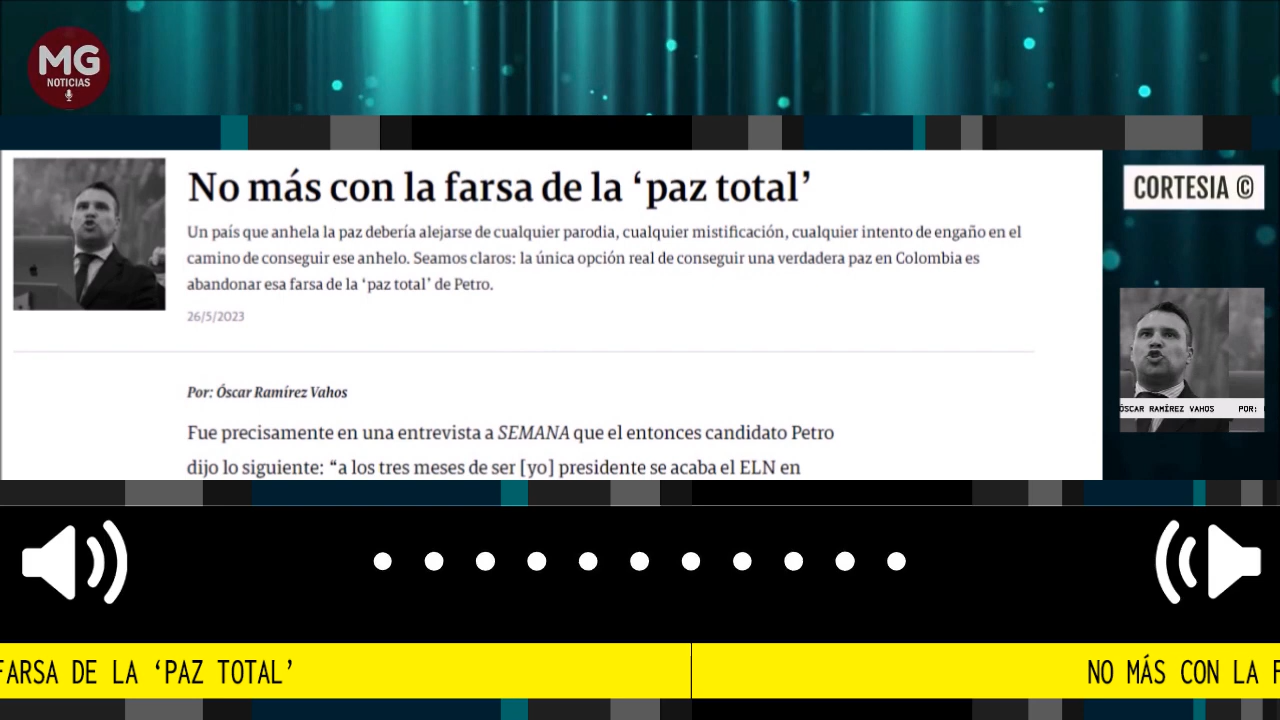 MG
NOTICIAS
No más con la farsa de la ‘paz total’
Un país que anhela la paz debería alejarse de cualquier parodia, cualquier mistificación, cualquier intento de engaño en el
camino de conseguir ese anhelo. Seamos claros: la única opción real de conseguir una verdadera paz en Colombia es
abandonar esa farsa de la ‘paz total’ de Petro.
26/5/2023
Por: Óscar Ramírez Vahos
Fue precisamente en una entrevista a SEMANA que el entonces candidato Petro
dijo lo siguiente: “a los tres meses de ser [yo] presidente se acaba el ELN en
CORTESIA ©
ÓSCAR RAMÍREZ VAHOS POR:
FARSA DE LA ‘PAZ TOTAL’
NO MÁS CON LA F